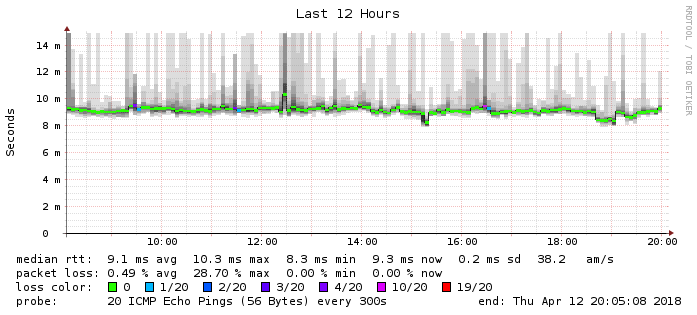 Last 12 Hours
RRDTOOL / TOBI OETIKER
Seconds
14 m
12 m
10 m
8 m
6 m
4 m
2 m
0
10:00 12:00 14:00 16:00 18:00 20:00
median rtt: 9.1 ms avg 10.3 ms max 8.3 ms min 9.3 ms now 0.2 ms sd 38.2 am/s
packet loss: 0.49 % avg 28.70 % max 0.00 % min 0.00 % now
loss color: 0 1/20 2/20 3/20 4/20 10/20 19/20
probe: 20 ICMP Echo Pings (56 Bytes) every 300s end: Thu Apr 12 20:05:08 2018